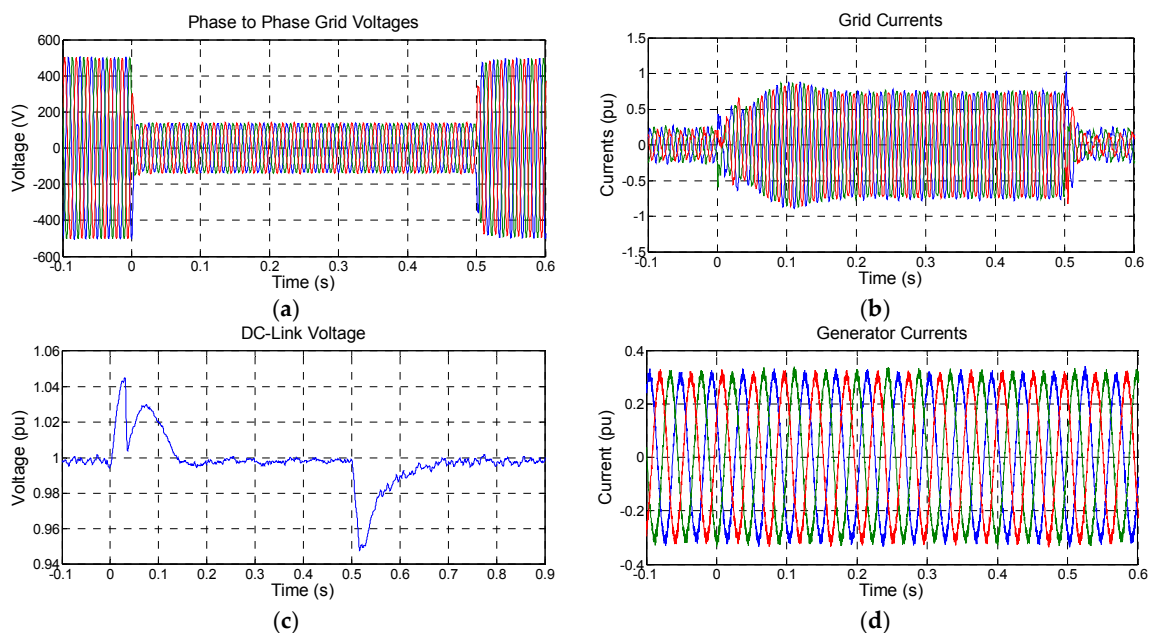 Phase to Phase Grid Voltages
Voltage (V)
600
400
200
0
-200
-400
-600
-0.1 0 0.1 0.2 0.3 0.4 0.5 0.6
Time (s)
(a)
Grid Currents
Currents (pu)
1.5
1
0.5
0
-0.5
-1
-1.5
-0.1 0 0.1 0.2 0.3 0.4 0.5 0.6
Time (s)
(b)
DC-Link Voltage
Voltage (pu)
1.06
1.04
1.02
1
0.98
0.96
0.94
-0.1 0 0.1 0.2 0.3 0.4 0.5 0.6 0.7 0.8 0.9
Time (s)
(c)
Generator Currents
Current (pu)
0.4
0.2
0
-0.2
-0.4
-0.1 0 0.1 0.2 0.3 0.4 0.5 0.6
Time (s)
(d)